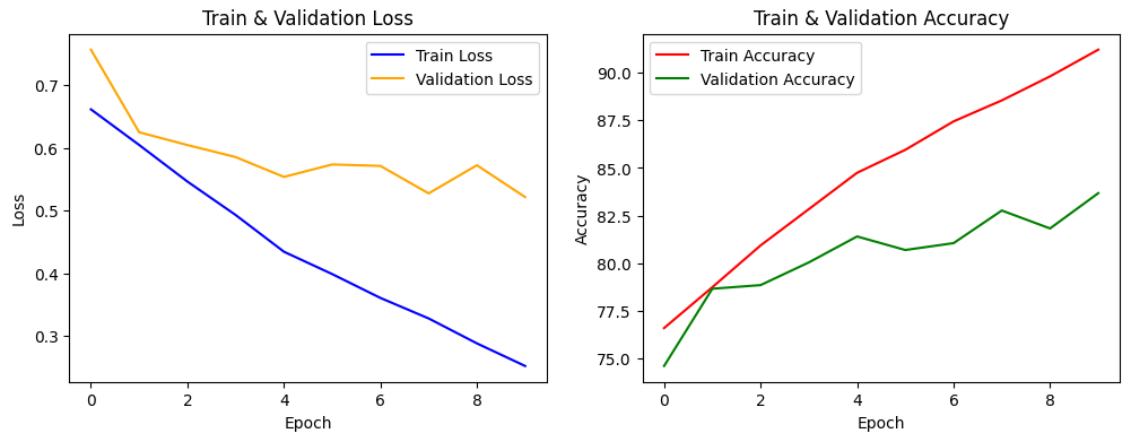 Train & Validation Loss
Train Loss
Validation Loss
0.7
0.6
0.5
0.4
0.3
Loss
0 2 4 6 8
Epoch
Train & Validation Accuracy
Train Accuracy
Validation Accuracy
90.0
87.5
85.0
82.5
80.0
77.5
75.0
Accuracy
0 2 4 6 8
Epoch